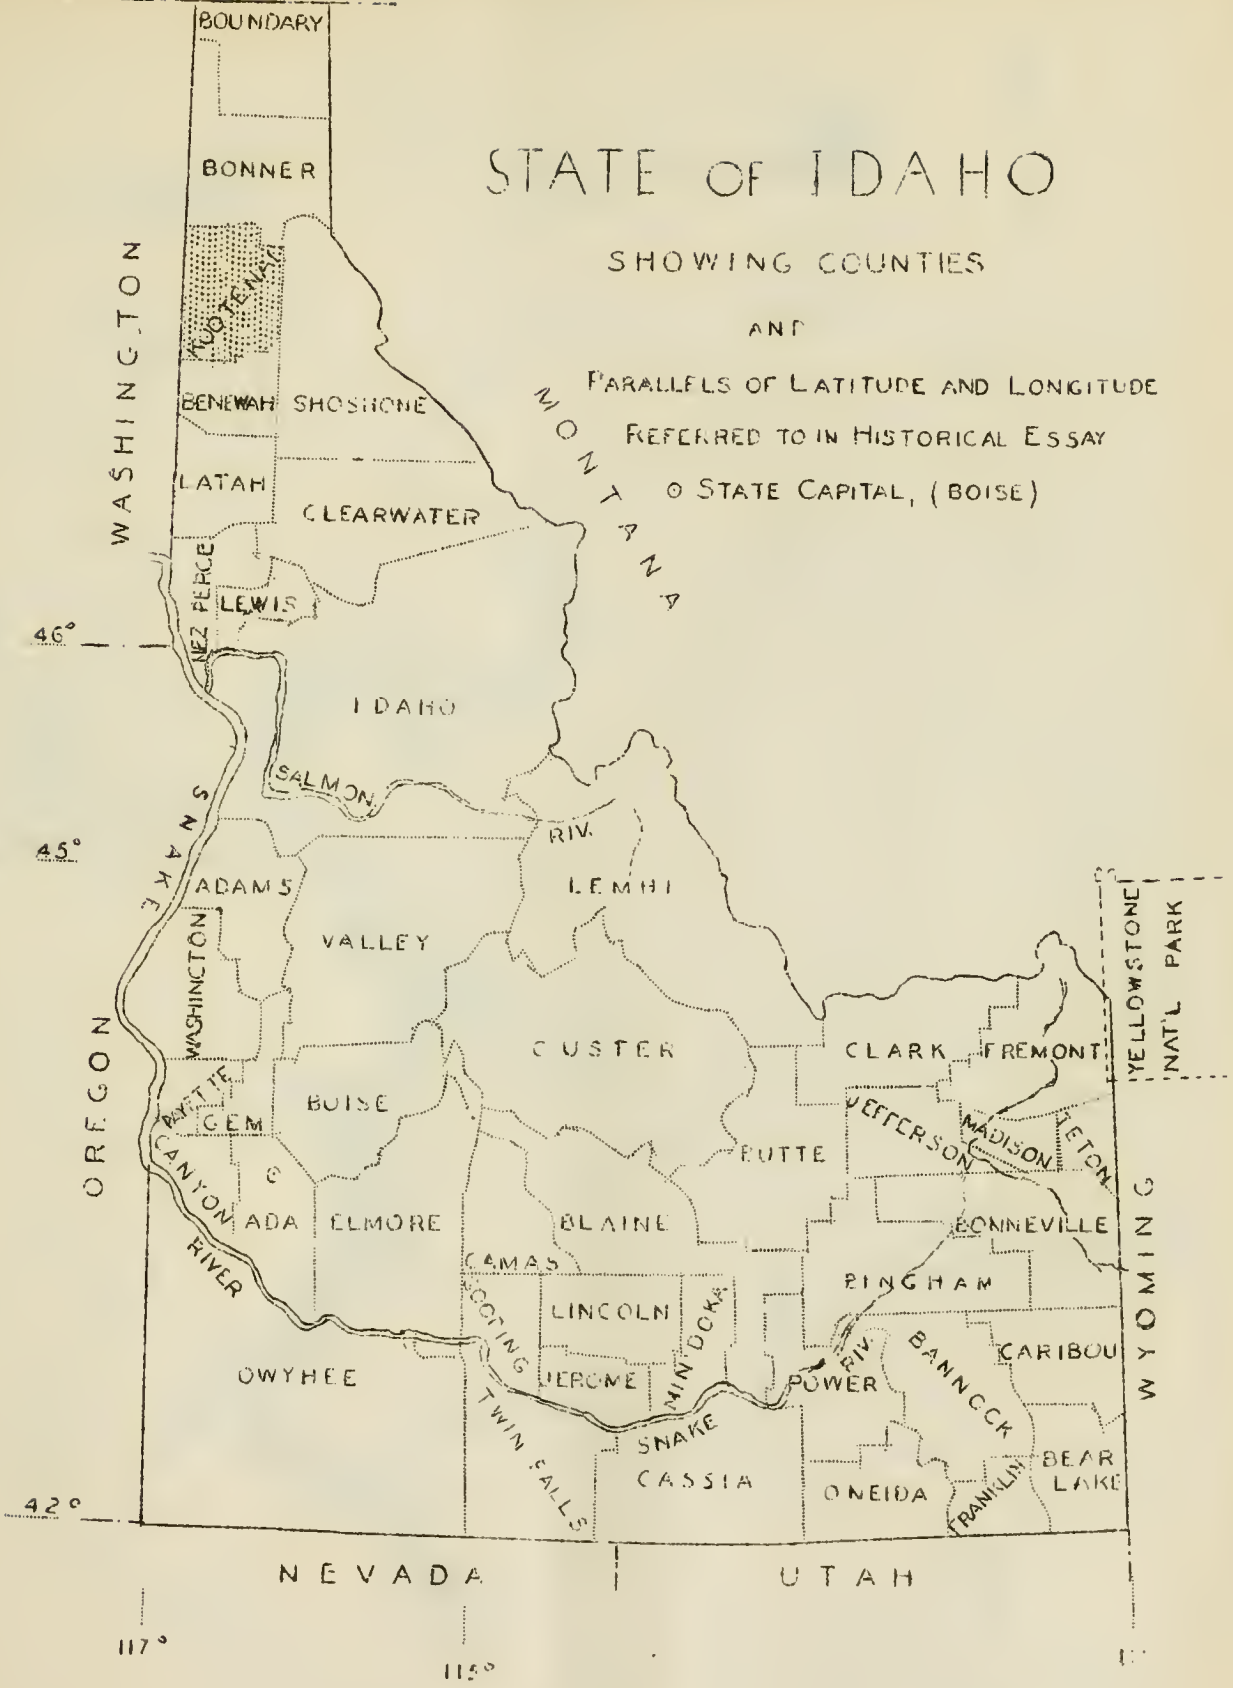 BOUNDARY
BONNER
STATE OF IDAHO
SHOWING COUNTIES
AND
PARALLELS OF LATITUDE AND LONGITUDE
REFERRED TO IN HISTORICAL ESSAY
⊙ STATE CAPITAL, (BOISE)
WASHINGTON
MONTANA
KOOTENAI
BENEWAH
SHOSHONE
LATAH
CLEARWATER
NEZ PERCE
LEWIS
46°
IDAHO
SALMON
RIV.
SNAKE
45°
ADAMS
LEMHI
VALLEY
WASHINGTON
YELLOWSTONE
NAT'L PARK
OREGON
CUSTER
CLARK
FREMONT
PAYETTE
GEM
BOISE
JEFFERSON
MADISON
TETON
BUTTE
CANYON
ADA
ELMORE
BLAINE
BONNEVILLE
RIVER
CAMAS
BINGHAM
WYOMING
GOODING
LINCOLN
MINIDOKA
JEROME
OWYHEE
POWER
RIV.
BANNOCK
CARIBOU
TWIN FALLS
SNAKE
CASSIA
ONEIDA
FRANKLIN
BEAR
LAKE
42°
NEVADA
UTAH
117°
115°